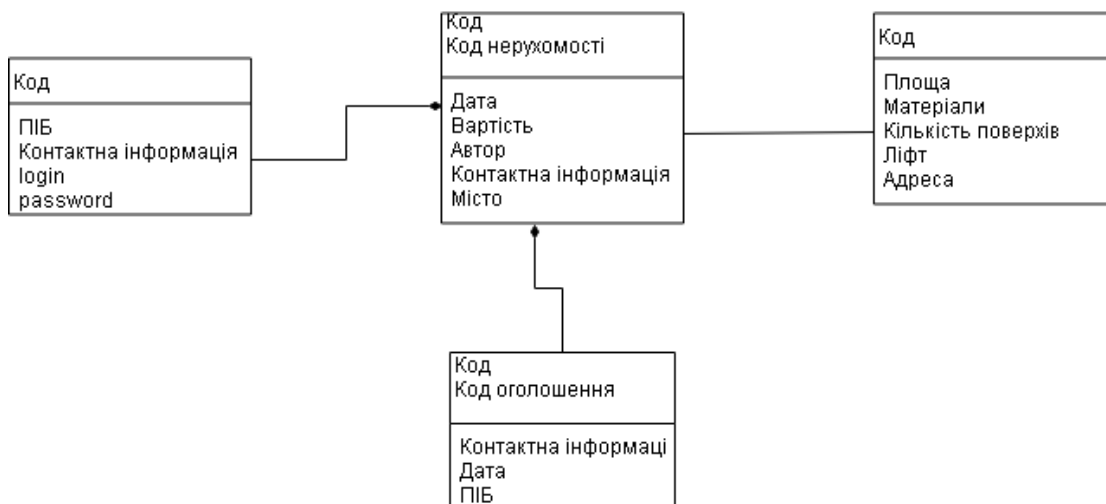 Код
ПІБ
Контактна інформація
login
password
Код
Код нерухомості
Дата
Вартість
Автор
Контактна інформація
Місто
Код
Площа
Матеріали
Кількість поверхів
Ліфт
Адреса
Код
Код оголошення
Контактна інформаці
Дата
ПІБ